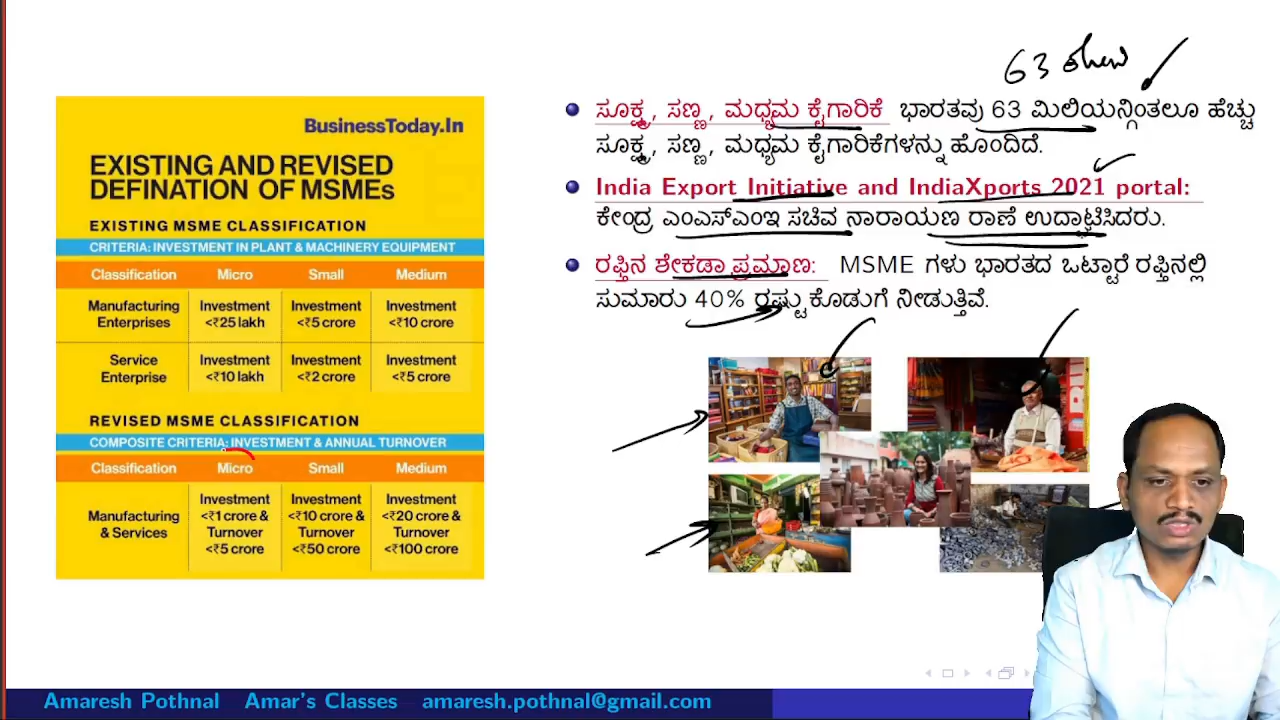 BusinessToday.In
EXISTING AND REVISED
DEFINATION OF MSMEs
EXISTING MSME CLASSIFICATION
CRITERIA: INVESTMENT IN PLANT & MACHINERY EQUIPMENT
Classification Micro Small Medium
Manufacturing Enterprises Investment <₹25 lakh Investment <₹5 crore Investment <₹10 crore
Service Enterprise Investment <₹10 lakh Investment <₹2 crore Investment <₹5 crore
REVISED MSME CLASSIFICATION
COMPOSITE CRITERIA: INVESTMENT & ANNUAL TURNOVER
Classification Micro Small Medium
Manufacturing & Services Investment <₹1 crore & Turnover <₹5 crore Investment <₹10 crore & Turnover <₹50 crore Investment <₹20 crore & Turnover <₹100 crore
63
ಸೂಕ್ಷ್ಮ, ಸಣ್ಣ, ಮಧ್ಯಮ ಕೈಗಾರಿಕೆ ಭಾರತವು 63 ಮಿಲಿಯನ್ಗಿಂತಲೂ ಹೆಚ್ಚು
ಸೂಕ್ಷ್ಮ, ಸಣ್ಣ, ಮಧ್ಯಮ ಕೈಗಾರಿಕೆಗಳನ್ನು ಹೊಂದಿದೆ.
India Export Initiative and IndiaXports 2021 portal:
ಕೇಂದ್ರ ಎಂಎಸ್ಎಂಇ ಸಚಿವ ನಾರಾಯಣ ರಾಣೆ ಉದ್ಘಾಟಿಸಿದರು.
ರಫ್ತಿನ ಶೇಕಡಾ ಪ್ರಮಾಣ: MSME ಗಳು ಭಾರತದ ಒಟ್ಟಾರೆ ರಫ್ತಿನಲ್ಲಿ
ಸುಮಾರು 40% ರಷ್ಟು ಕೊಡುಗೆ ನೀಡುತ್ತಿವೆ.
Amaresh Pothnal Amar's Classes amaresh.pothnal@gmail.com